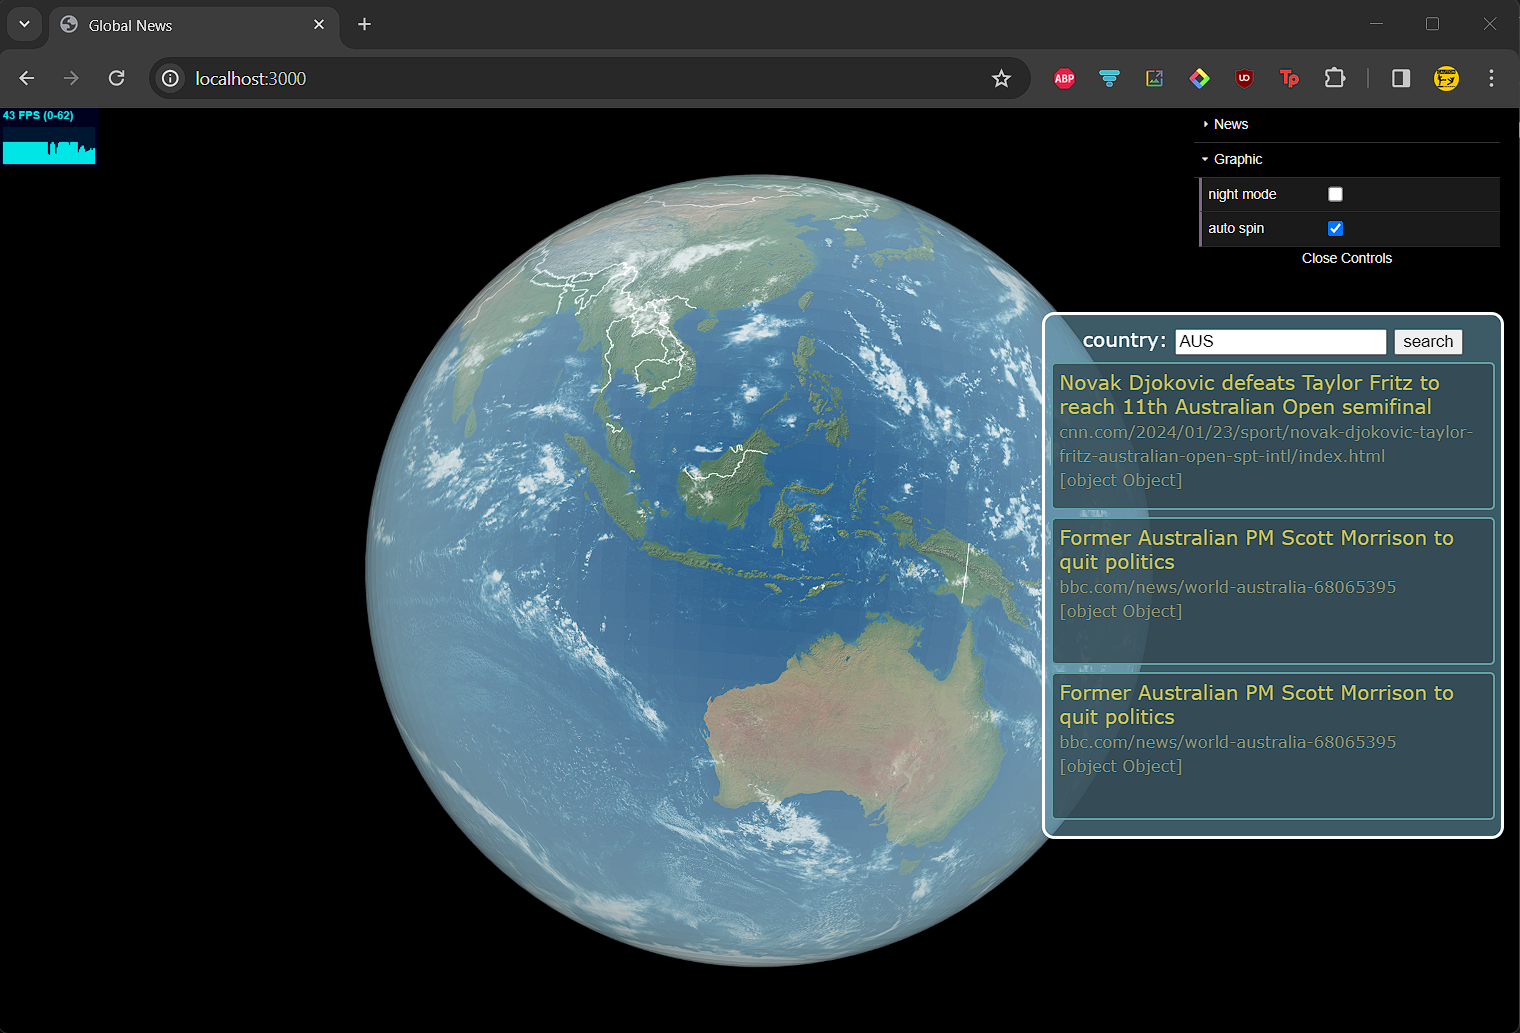 Global News
localhost:3000
ABP
UD
Tp
43 FPS (0-62)
News
Graphic
night mode
auto spin
Close Controls
country: AUS search
Novak Djokovic defeats Taylor Fritz to
reach 11th Australian Open semifinal
cnn.com/2024/01/23/sport/novak-djokovic-taylor-
fritz-australian-open-spt-intl/index.html
[object Object]
Former Australian PM Scott Morrison to
quit politics
bbc.com/news/world-australia-68065395
[object Object]
Former Australian PM Scott Morrison to
quit politics
bbc.com/news/world-australia-68065395
[object Object]